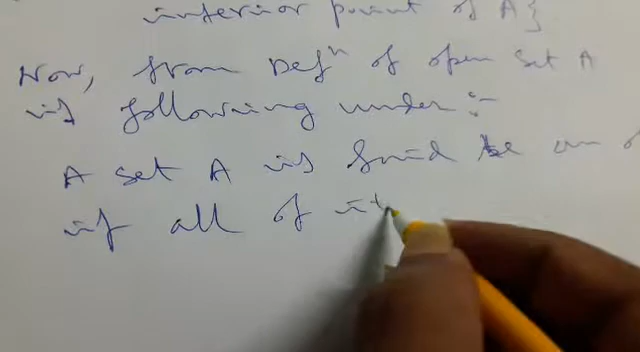 interior point of A}
Now, from Defⁿ of open set A
is following under :-
A set A is said be an o
if all of it